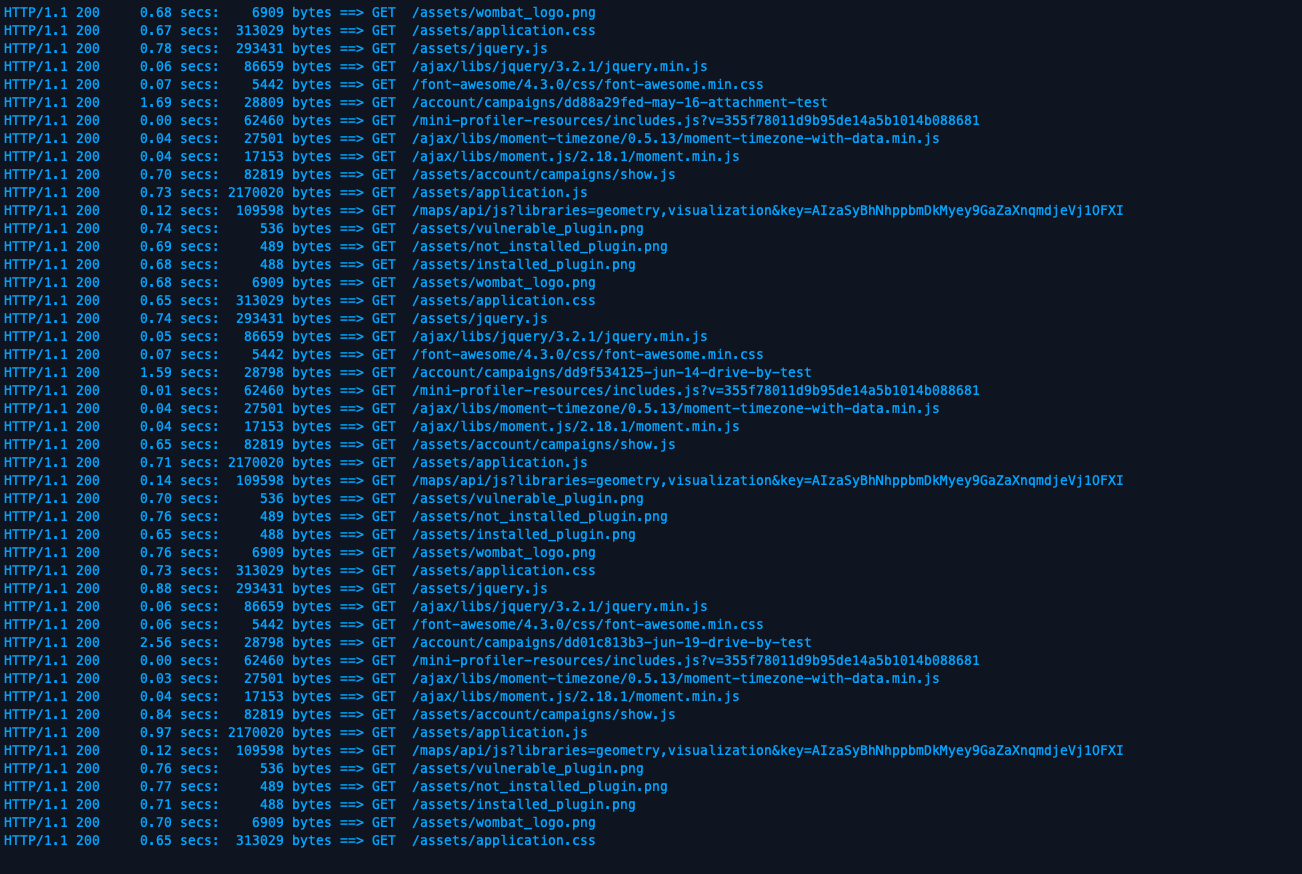 HTTP/1.1 200     0.68 secs:    6909 bytes ==> GET  /assets/wombat_logo.png
HTTP/1.1 200     0.67 secs:  313029 bytes ==> GET  /assets/application.css
HTTP/1.1 200     0.78 secs:  293431 bytes ==> GET  /assets/jquery.js
HTTP/1.1 200     0.06 secs:   86659 bytes ==> GET  /ajax/libs/jquery/3.2.1/jquery.min.js
HTTP/1.1 200     0.07 secs:    5442 bytes ==> GET  /font-awesome/4.3.0/css/font-awesome.min.css
HTTP/1.1 200     1.69 secs:   28809 bytes ==> GET  /account/campaigns/dd88a29fed-may-16-attachment-test
HTTP/1.1 200     0.00 secs:   62460 bytes ==> GET  /mini-profiler-resources/includes.js?v=355f78011d9b95de14a5b1014b088681
HTTP/1.1 200     0.04 secs:   27501 bytes ==> GET  /ajax/libs/moment-timezone/0.5.13/moment-timezone-with-data.min.js
HTTP/1.1 200     0.04 secs:   17153 bytes ==> GET  /ajax/libs/moment.js/2.18.1/moment.min.js
HTTP/1.1 200     0.70 secs:   82819 bytes ==> GET  /assets/account/campaigns/show.js
HTTP/1.1 200     0.73 secs: 2170020 bytes ==> GET  /assets/application.js
HTTP/1.1 200     0.12 secs:  109598 bytes ==> GET  /maps/api/js?libraries=geometry,visualization&key=AIzaSyBhNhppbmDkMyey9GaZaXnqmdjeVj1OFXI
HTTP/1.1 200     0.74 secs:     536 bytes ==> GET  /assets/vulnerable_plugin.png
HTTP/1.1 200     0.69 secs:     489 bytes ==> GET  /assets/not_installed_plugin.png
HTTP/1.1 200     0.68 secs:     488 bytes ==> GET  /assets/installed_plugin.png
HTTP/1.1 200     0.68 secs:    6909 bytes ==> GET  /assets/wombat_logo.png
HTTP/1.1 200     0.65 secs:  313029 bytes ==> GET  /assets/application.css
HTTP/1.1 200     0.74 secs:  293431 bytes ==> GET  /assets/jquery.js
HTTP/1.1 200     0.05 secs:   86659 bytes ==> GET  /ajax/libs/jquery/3.2.1/jquery.min.js
HTTP/1.1 200     0.07 secs:    5442 bytes ==> GET  /font-awesome/4.3.0/css/font-awesome.min.css
HTTP/1.1 200     1.59 secs:   28798 bytes ==> GET  /account/campaigns/dd9f534125-jun-14-drive-by-test
HTTP/1.1 200     0.01 secs:   62460 bytes ==> GET  /mini-profiler-resources/includes.js?v=355f78011d9b95de14a5b1014b088681
HTTP/1.1 200     0.04 secs:   27501 bytes ==> GET  /ajax/libs/moment-timezone/0.5.13/moment-timezone-with-data.min.js
HTTP/1.1 200     0.04 secs:   17153 bytes ==> GET  /ajax/libs/moment.js/2.18.1/moment.min.js
HTTP/1.1 200     0.65 secs:   82819 bytes ==> GET  /assets/account/campaigns/show.js
HTTP/1.1 200     0.71 secs: 2170020 bytes ==> GET  /assets/application.js
HTTP/1.1 200     0.14 secs:  109598 bytes ==> GET  /maps/api/js?libraries=geometry,visualization&key=AIzaSyBhNhppbmDkMyey9GaZaXnqmdjeVj1OFXI
HTTP/1.1 200     0.70 secs:     536 bytes ==> GET  /assets/vulnerable_plugin.png
HTTP/1.1 200     0.76 secs:     489 bytes ==> GET  /assets/not_installed_plugin.png
HTTP/1.1 200     0.65 secs:     488 bytes ==> GET  /assets/installed_plugin.png
HTTP/1.1 200     0.76 secs:    6909 bytes ==> GET  /assets/wombat_logo.png
HTTP/1.1 200     0.73 secs:  313029 bytes ==> GET  /assets/application.css
HTTP/1.1 200     0.88 secs:  293431 bytes ==> GET  /assets/jquery.js
HTTP/1.1 200     0.06 secs:   86659 bytes ==> GET  /ajax/libs/jquery/3.2.1/jquery.min.js
HTTP/1.1 200     0.06 secs:    5442 bytes ==> GET  /font-awesome/4.3.0/css/font-awesome.min.css
HTTP/1.1 200     2.56 secs:   28798 bytes ==> GET  /account/campaigns/dd01c813b3-jun-19-drive-by-test
HTTP/1.1 200     0.00 secs:   62460 bytes ==> GET  /mini-profiler-resources/includes.js?v=355f78011d9b95de14a5b1014b088681
HTTP/1.1 200     0.03 secs:   27501 bytes ==> GET  /ajax/libs/moment-timezone/0.5.13/moment-timezone-with-data.min.js
HTTP/1.1 200     0.04 secs:   17153 bytes ==> GET  /ajax/libs/moment.js/2.18.1/moment.min.js
HTTP/1.1 200     0.84 secs:   82819 bytes ==> GET  /assets/account/campaigns/show.js
HTTP/1.1 200     0.97 secs: 2170020 bytes ==> GET  /assets/application.js
HTTP/1.1 200     0.12 secs:  109598 bytes ==> GET  /maps/api/js?libraries=geometry,visualization&key=AIzaSyBhNhppbmDkMyey9GaZaXnqmdjeVj1OFXI
HTTP/1.1 200     0.76 secs:     536 bytes ==> GET  /assets/vulnerable_plugin.png
HTTP/1.1 200     0.77 secs:     489 bytes ==> GET  /assets/not_installed_plugin.png
HTTP/1.1 200     0.71 secs:     488 bytes ==> GET  /assets/installed_plugin.png
HTTP/1.1 200     0.70 secs:    6909 bytes ==> GET  /assets/wombat_logo.png
HTTP/1.1 200     0.65 secs:  313029 bytes ==> GET  /assets/application.css